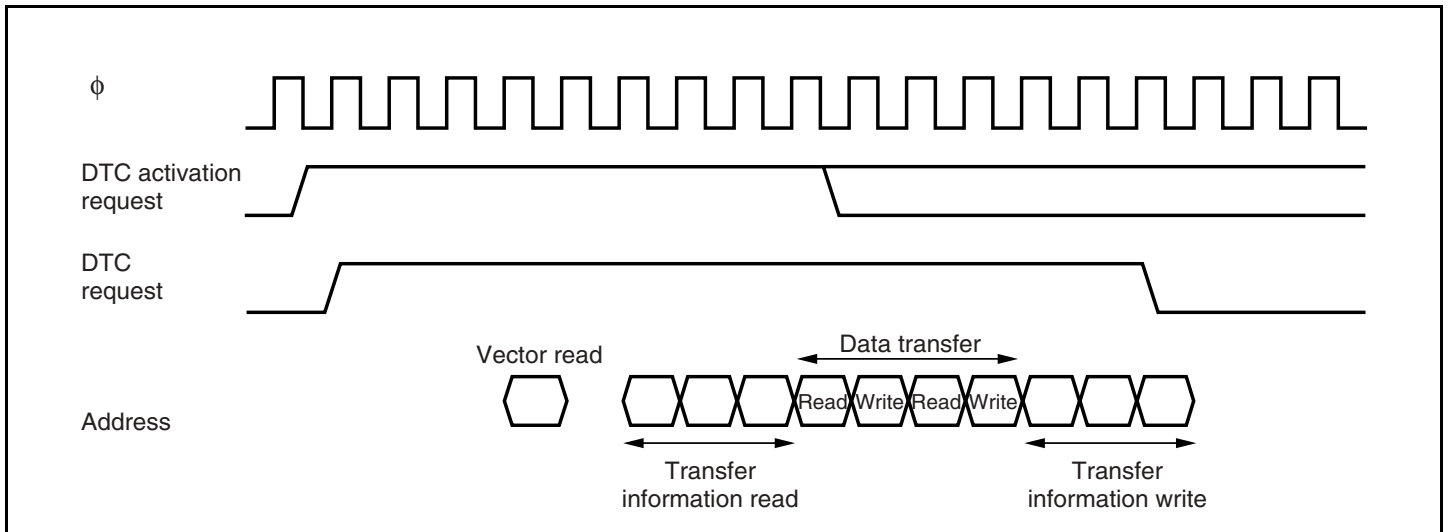 ϕ
DTC activation
request
DTC
request
Vector read
Data transfer
Address
Read Write Read Write
Transfer
information read
Transfer
information write